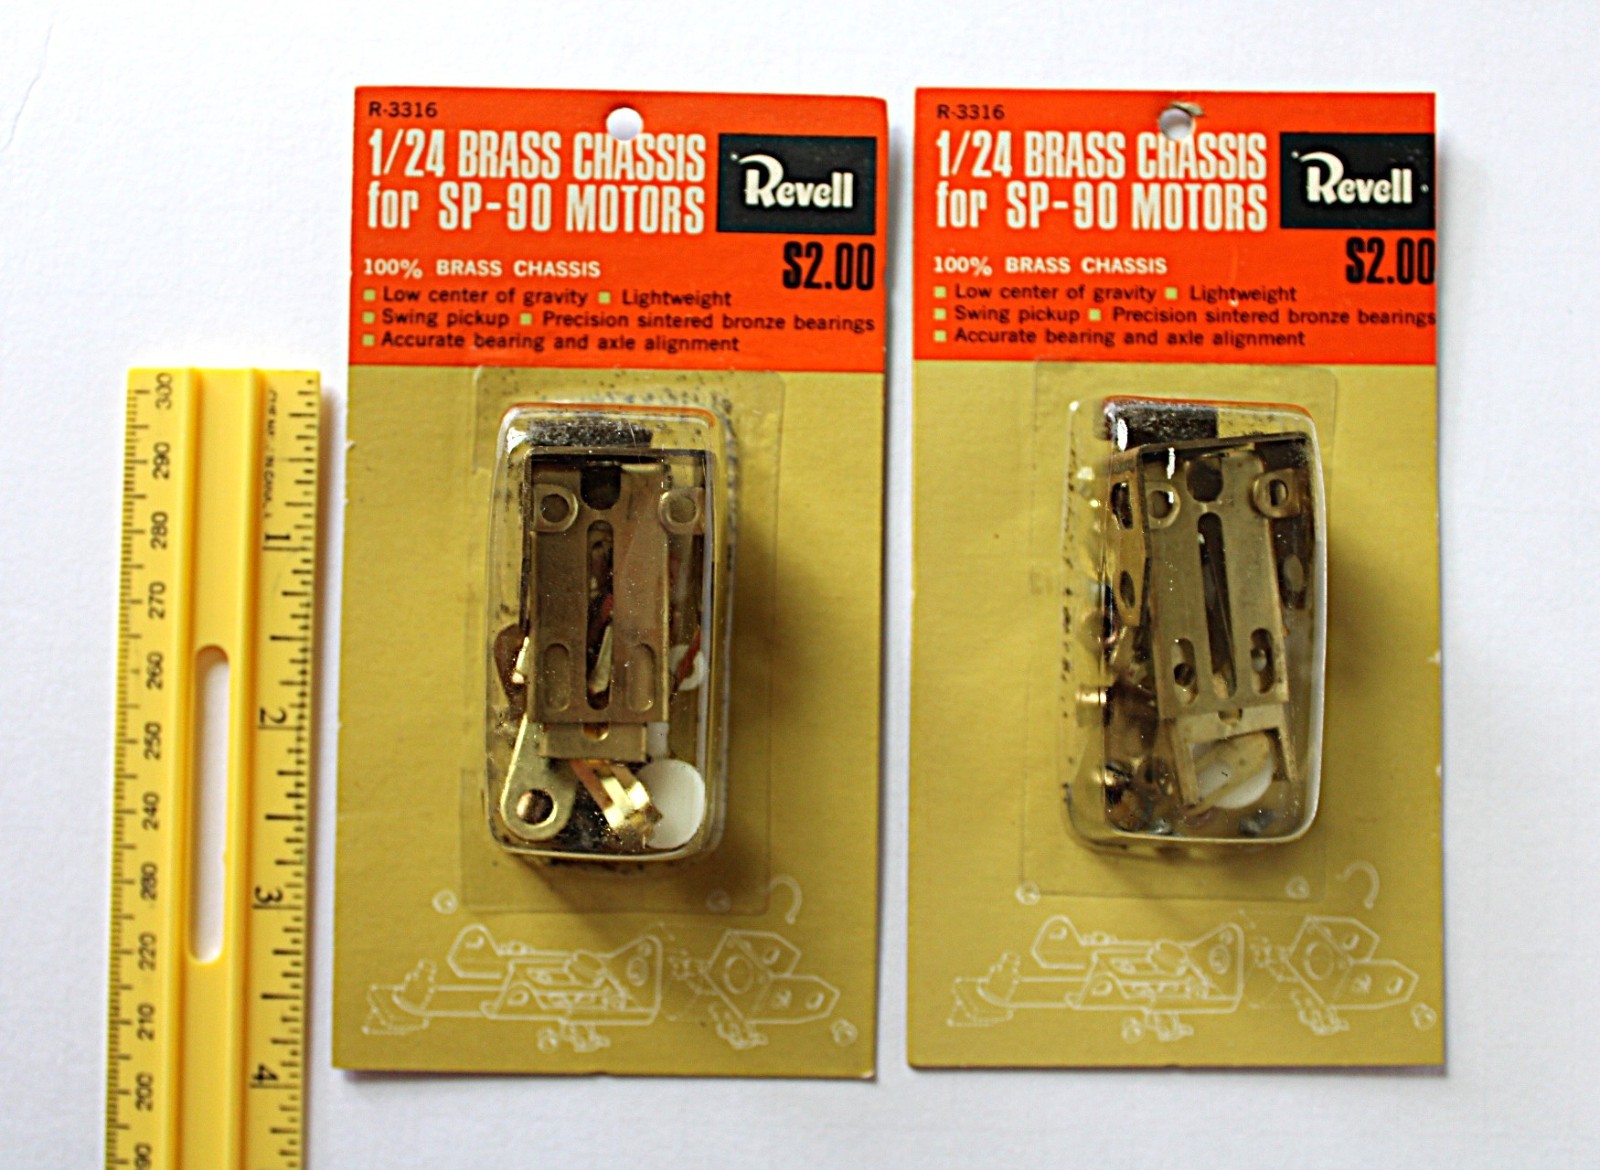 R-3316
1/24 BRASS CHASSIS
for SP-90 MOTORS
Revell
$2.00
100% BRASS CHASSIS
Low center of gravity Lightweight
Swing pickup Precision sintered bronze bearings
Accurate bearing and axle alignment
R-3316
1/24 BRASS CHASSIS
for SP-90 MOTORS
Revell
$2.00
100% BRASS CHASSIS
Low center of gravity Lightweight
Swing pickup Precision sintered bronze bearings
Accurate bearing and axle alignment
300
290
280
270
260
250
240
230
220
210
200
1
2
3
4